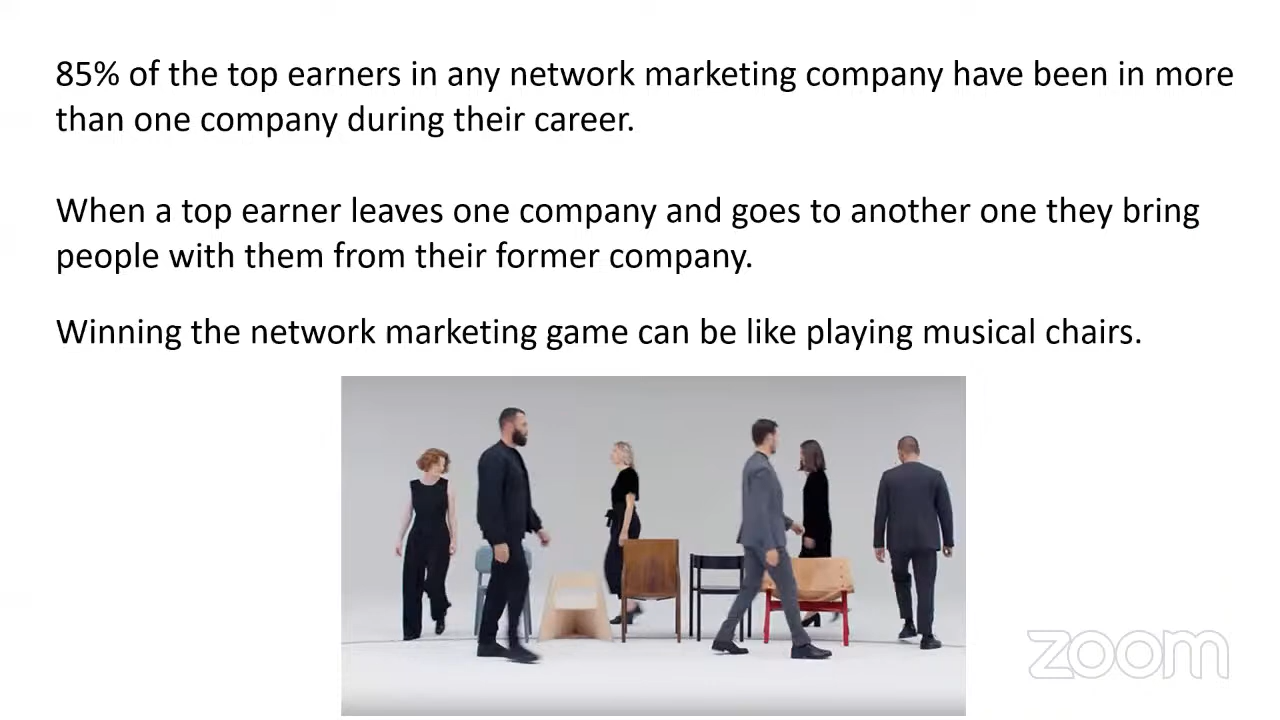 85% of the top earners in any network marketing company have been in more
than one company during their career.
When a top earner leaves one company and goes to another one they bring
people with them from their former company.
Winning the network marketing game can be like playing musical chairs.
zoom